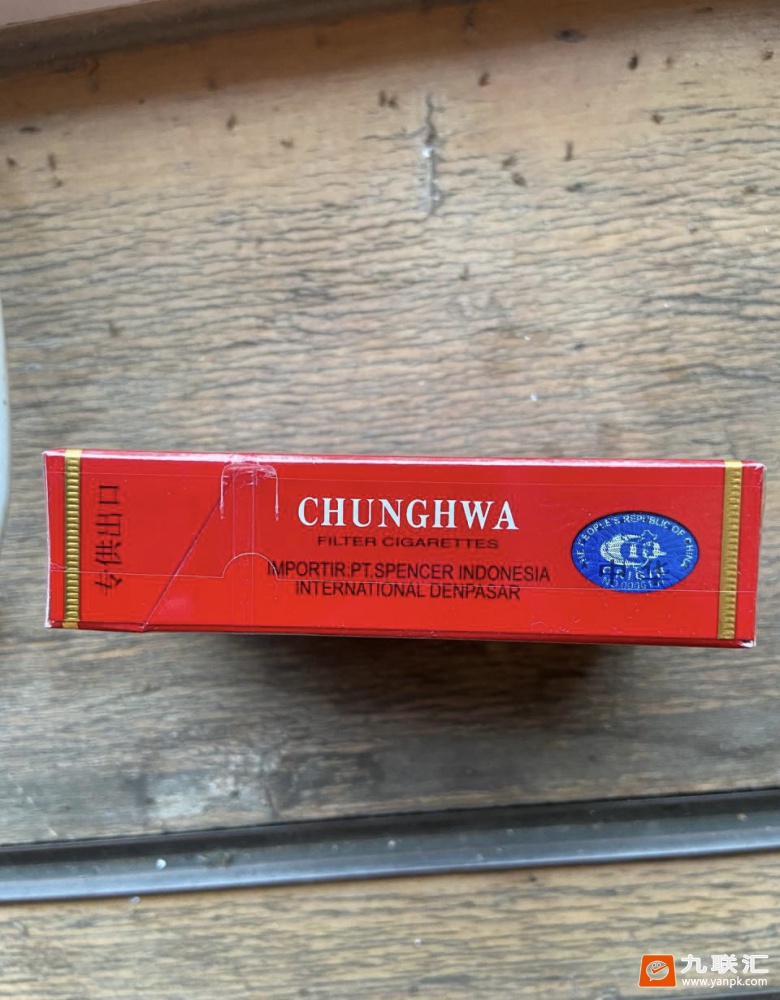 专供出口
CHUNGHWA
FILTER CIGARETTES
IMPORTIR.PT.SPENCER INDONESIA
INTERNATIONAL DENPASAR
THE PEOPLE'S REPUBLIC OF CHINA
CIQ
九联汇
www.yanpk.com